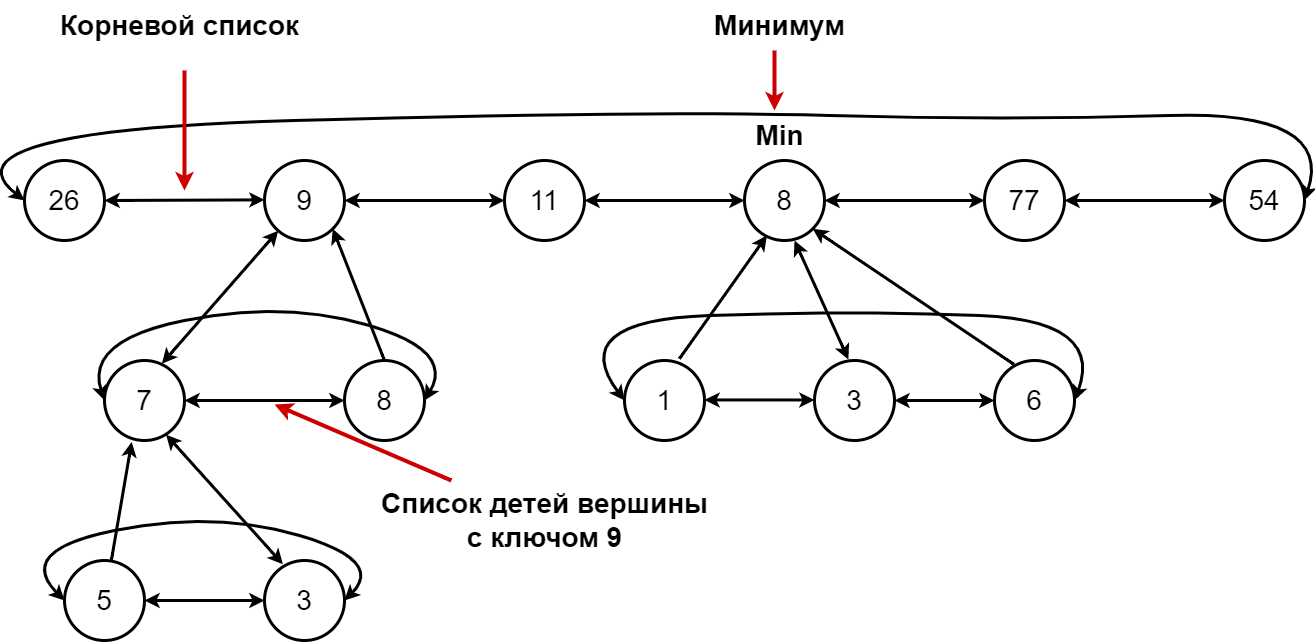 Корневой список
Минимум
Min
26
9
11
8
77
54
7
8
1
3
6
Список детей вершины
с ключом 9
5
3